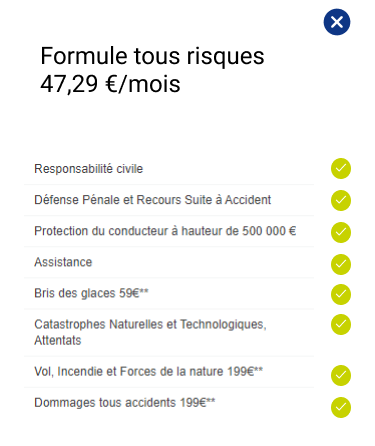 Formule tous risques
47,29 €/mois
Responsabilité civile
Défense Pénale et Recours Suite à Accident
Protection du conducteur à hauteur de 500 000 €
Assistance
Bris des glaces 59€**
Catastrophes Naturelles et Technologiques,
Attentats
Vol, Incendie et Forces de la nature 199€**
Dommages tous accidents 199€**